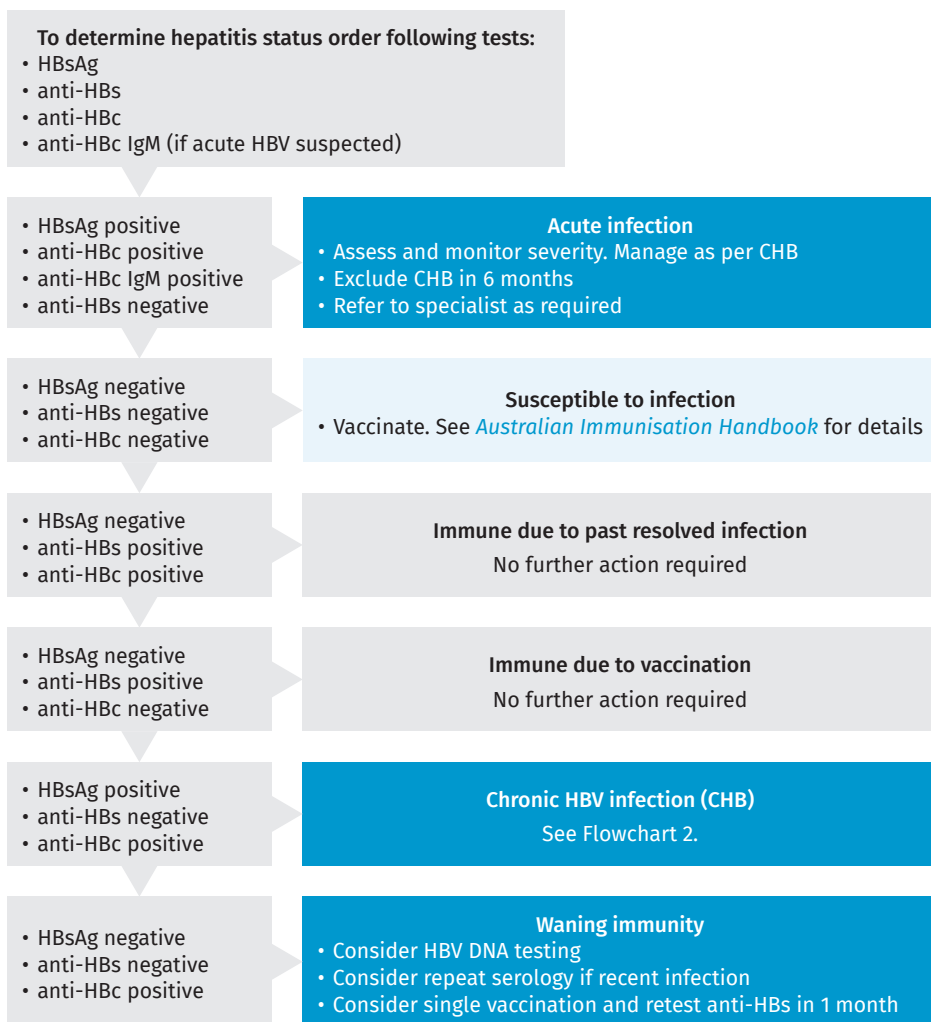 To determine hepatitis status order following tests:
• HBsAg
• anti-HBs
• anti-HBc
• anti-HBc IgM (if acute HBV suspected)
• HBsAg positive
• anti-HBc positive
• anti-HBc IgM positive
• anti-HBs negative
Acute infection
• Assess and monitor severity. Manage as per CHB
• Exclude CHB in 6 months
• Refer to specialist as required
• HBsAg negative
• anti-HBs negative
• anti-HBc negative
Susceptible to infection
• Vaccinate. See Australian Immunisation Handbook for details
• HBsAg negative
• anti-HBs positive
• anti-HBc positive
Immune due to past resolved infection
No further action required
• HBsAg negative
• anti-HBs positive
• anti-HBc negative
Immune due to vaccination
No further action required
• HBsAg positive
• anti-HBs negative
• anti-HBc positive
Chronic HBV infection (CHB)
See Flowchart 2.
• HBsAg negative
• anti-HBs negative
• anti-HBc positive
Waning immunity
• Consider HBV DNA testing
• Consider repeat serology if recent infection
• Consider single vaccination and retest anti-HBs in 1 month